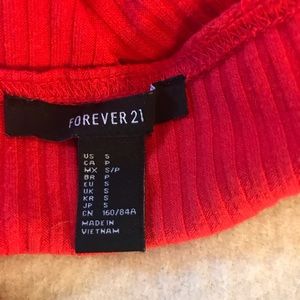 FOREVER 21
US S
CA P
MX S/P
BR P
EU S
UK S
KR S
JP S
CN 160/84A
MADE IN
VIETNAM